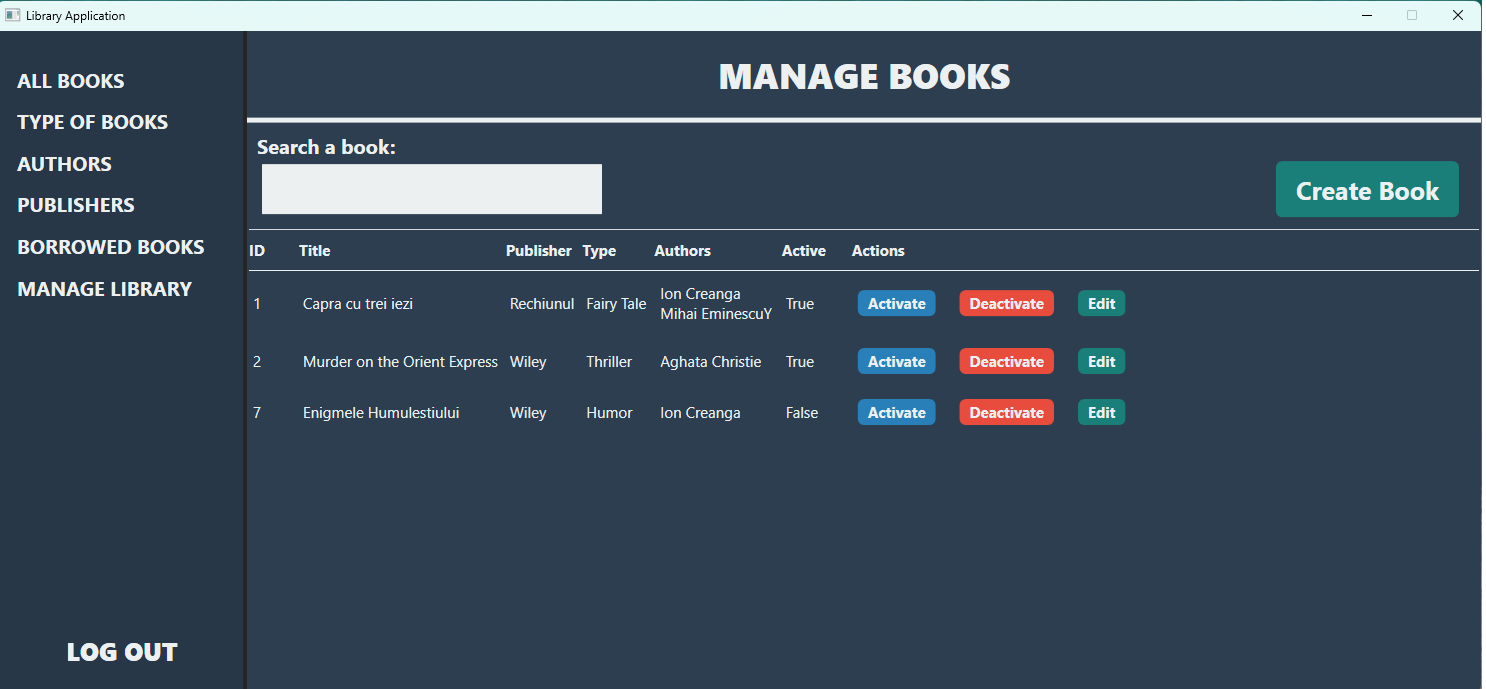 Library Application
ALL BOOKS
TYPE OF BOOKS
AUTHORS
PUBLISHERS
BORROWED BOOKS
MANAGE LIBRARY
LOG OUT
MANAGE BOOKS
Search a book:
Create Book
ID Title Publisher Type Authors Active Actions
1 Capra cu trei iezi Rechiunul Fairy Tale Ion Creanga True Activate Deactivate Edit
Mihai EminescuY
2 Murder on the Orient Express Wiley Thriller Aghata Christie True Activate Deactivate Edit
7 Enigmele Humulestiului Wiley Humor Ion Creanga False Activate Deactivate Edit